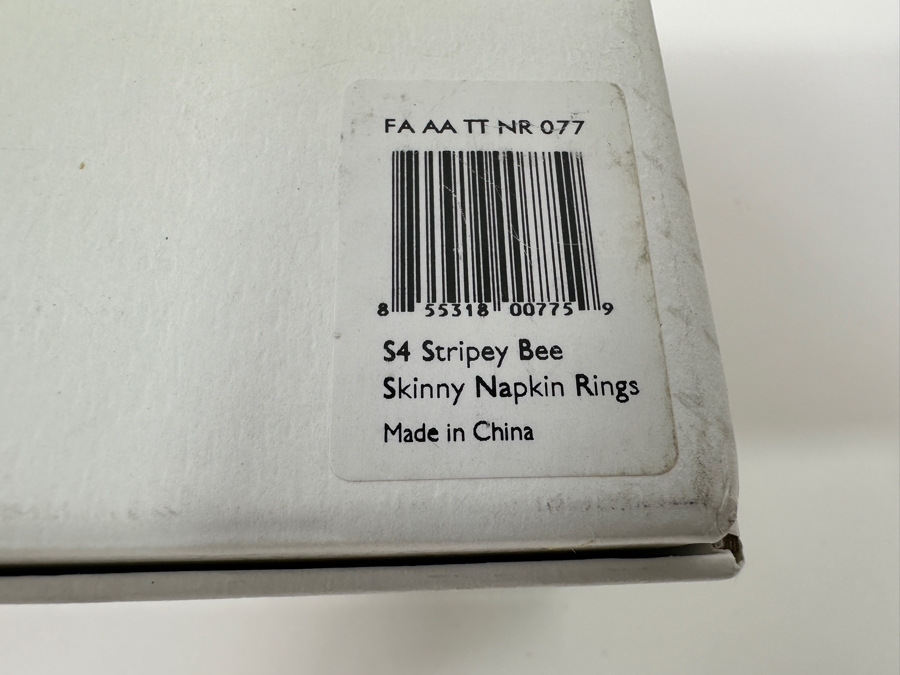 FA AA TT NR 077
8 55318 00775 9
S4 Stripey Bee
Skinny Napkin Rings
Made in China